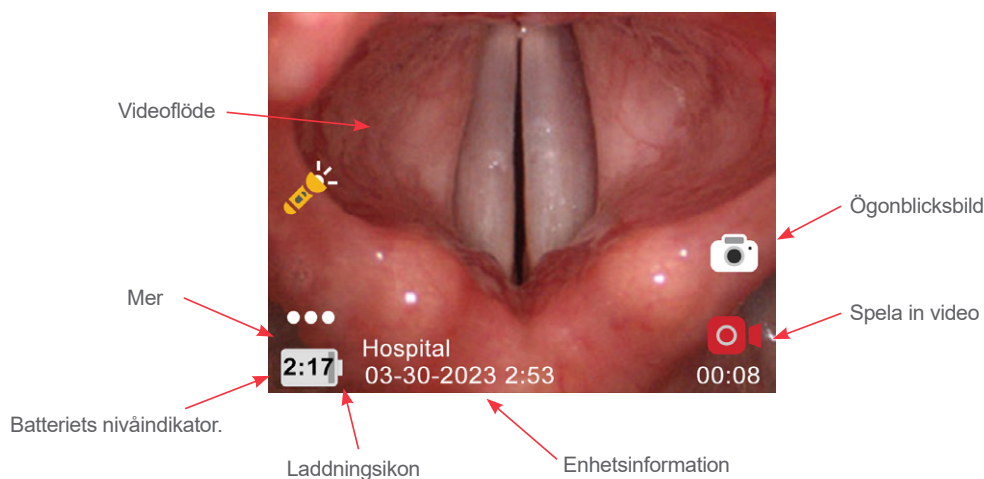 Videoflöde
Ögonblicksbild
Mer
Spela in video
2:17
Hospital
03-30-2023 2:53
00:08
Batteriets nivåindikator.
Laddningsikon
Enhetsinformation